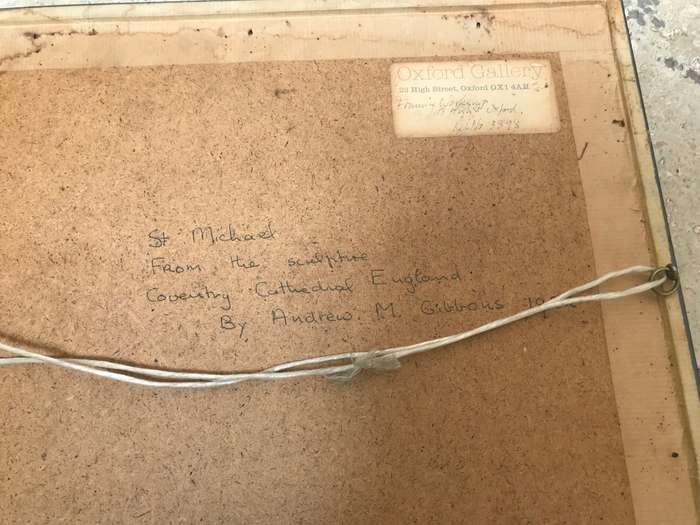 Oxford Gallery
23 High Street, Oxford OX1 4AH
Oxford
St Michael
From the sculpture
Coventry Cathedral England
By Andrew. M. Gibbons